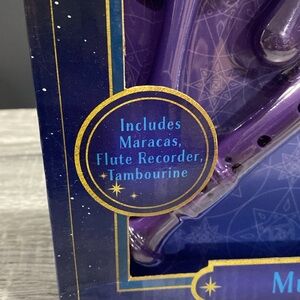 Includes
Maracas,
Flute Recorder,
Tambourine